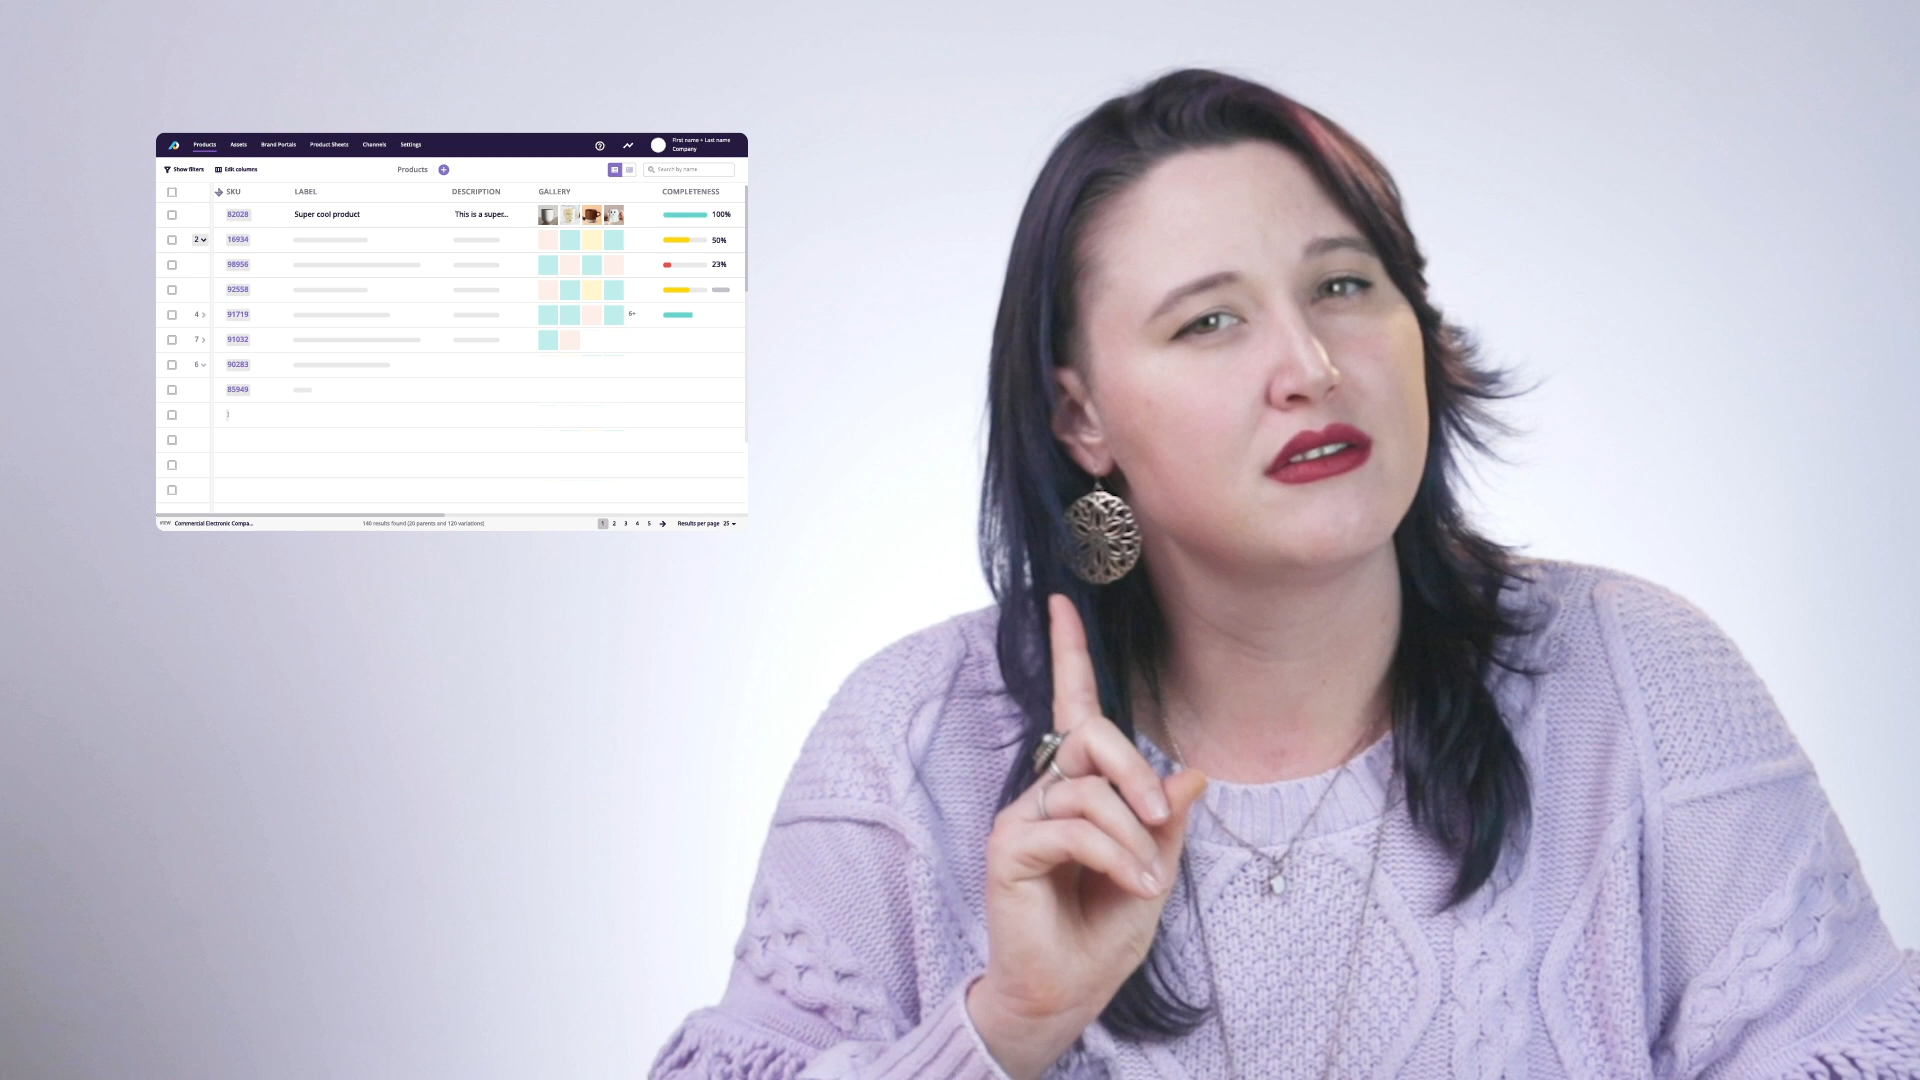 Products Assets Brand Portals Product Sheets Channels Settings First name + Last name
Company
Show filters Edit columns Products Search by name
SKU LABEL DESCRIPTION GALLERY COMPLETENESS
82028 Super cool product This is a super... 100%
2 16934 50%
98956 23%
92558
4 91719 6+
7 91032
6 90283
85949
VIEW Commercial Electronic Compa... 140 results found (20 parents and 120 variations) 1 2 3 4 5 Results per page 25